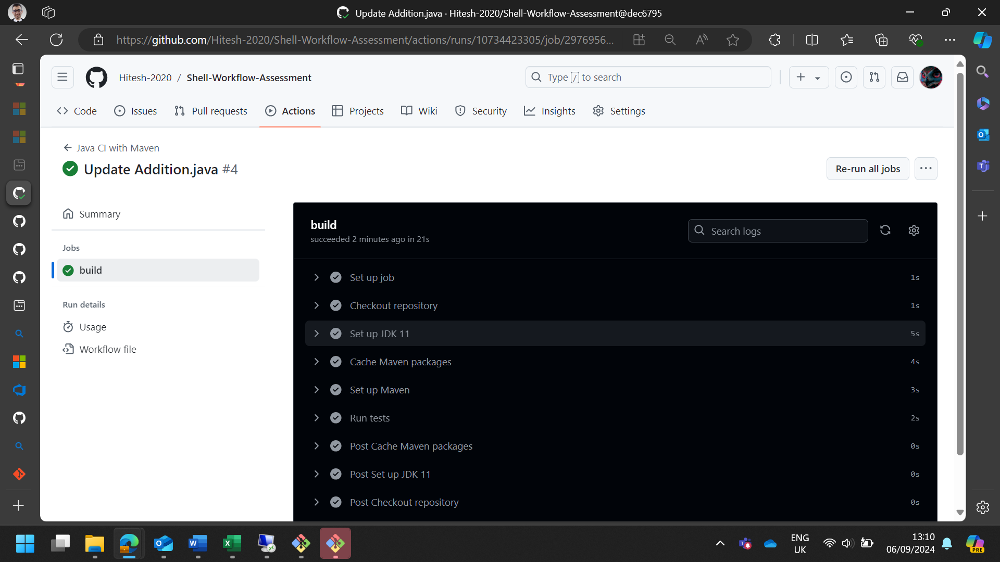 Update Addition.java · Hitesh-2020/Shell-Workflow-Assessment@dec6795
https://github.com/Hitesh-2020/Shell-Workflow-Assessment/actions/runs/10734423305/job/2976956...
Hitesh-2020 / Shell-Workflow-Assessment
Type / to search
Code Issues Pull requests Actions Projects Wiki Security Insights Settings
Java CI with Maven
Update Addition.java #4
Re-run all jobs
Summary
Jobs
build
Run details
Usage
Workflow file
build
succeeded 2 minutes ago in 21s
Search logs
Set up job 1s
Checkout repository 1s
Set up JDK 11 5s
Cache Maven packages 4s
Set up Maven 3s
Run tests 2s
Post Cache Maven packages 0s
Post Set up JDK 11 0s
Post Checkout repository 0s
ENG
UK
13:10
06/09/2024
PRE